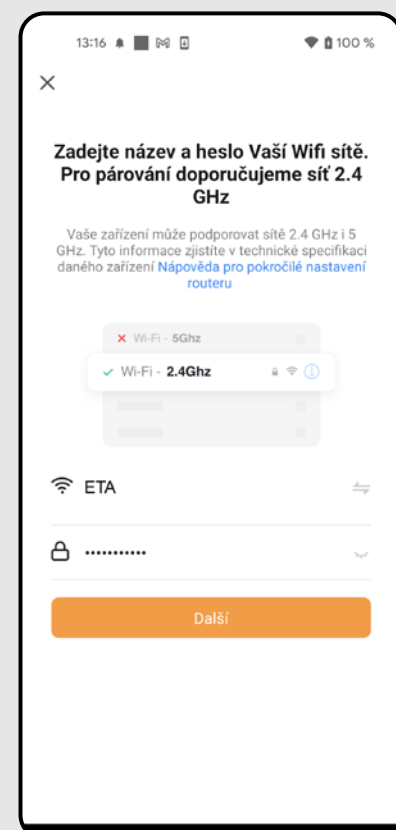 13:16 100 %
Zadejte název a heslo Vaší Wifi sítě.
Pro párování doporučujeme síť 2.4
GHz
Vaše zařízení může podporovat sítě 2.4 GHz i 5
GHz. Tyto informace zjistíte v technické specifikaci
daného zařízení Nápověda pro pokročilé nastavení
routeru
Wi-Fi - 5Ghz
Wi-Fi - 2.4Ghz
ETA
•••••••••••
Další